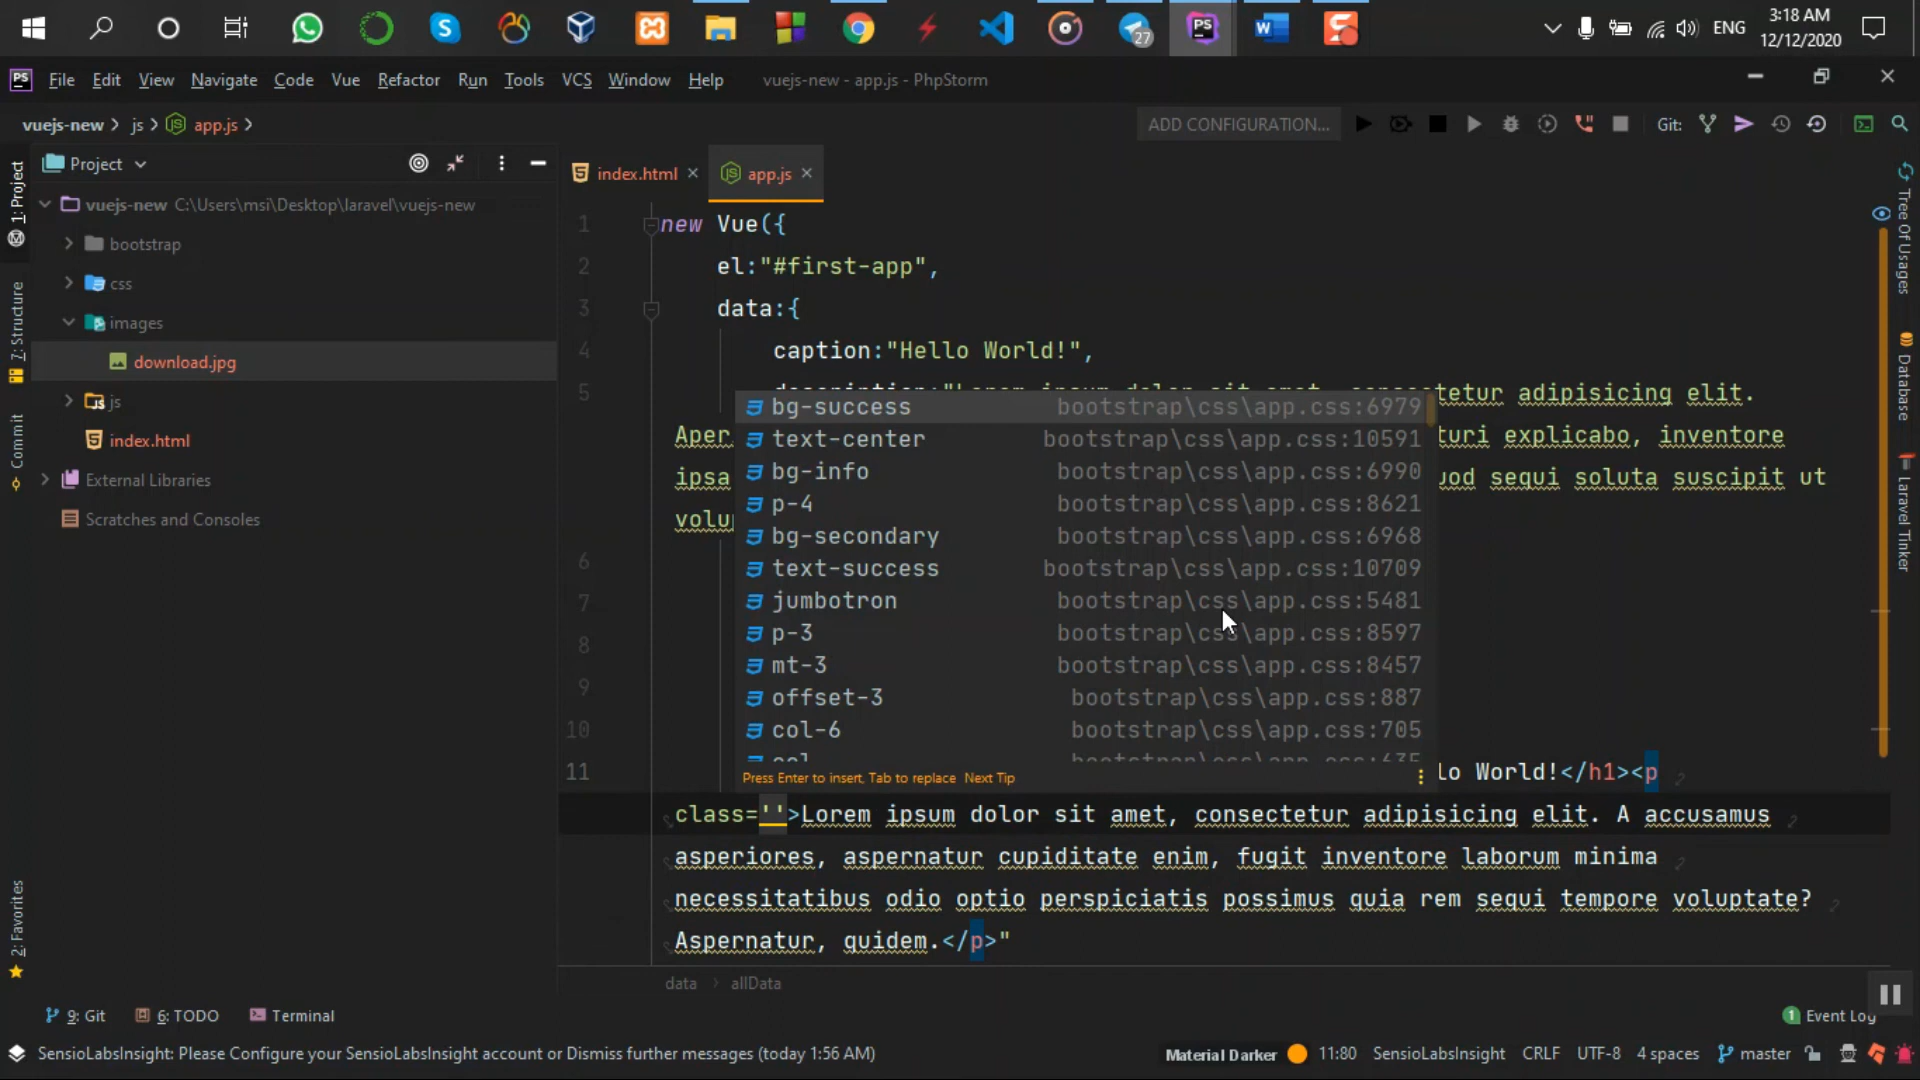 27
ENG
3:18 AM
12/12/2020
PS File Edit View Navigate Code Vue Refactor Run Tools VCS Window Help vuejs-new - app.js - PhpStorm
vuejs-new js app.js ADD CONFIGURATION... Git:
Project
index.html app.js
vuejs-new C:\Users\msi\Desktop\laravel\vuejs-new
bootstrap
css
images
download.jpg
js
index.html
External Libraries
Scratches and Consoles
1: Project
7: Structure
Commit
2: Favorites
1 new Vue({
2 el:"#first-app",
3 data:{
4 caption:"Hello World!",
5 tetur adipisicing elit.
Aper turi explicabo, inventore
ipsa uod sequi soluta suscipit ut
volu
6
7
8
9
10
11 lo World!</h1><p
bg-success bootstrap\css\app.css:6979
text-center bootstrap\css\app.css:10591
bg-info bootstrap\css\app.css:6990
p-4 bootstrap\css\app.css:8621
bg-secondary bootstrap\css\app.css:6968
text-success bootstrap\css\app.css:10709
jumbotron bootstrap\css\app.css:5481
p-3 bootstrap\css\app.css:8597
mt-3 bootstrap\css\app.css:8457
offset-3 bootstrap\css\app.css:887
col-6 bootstrap\css\app.css:705
Press Enter to insert, Tab to replace Next Tip
class=''>Lorem ipsum dolor sit amet, consectetur adipisicing elit. A accusamus
asperiores, aspernatur cupiditate enim, fugit inventore laborum minima
necessitatibus odio optio perspiciatis possimus quia rem sequi tempore voluptate?
Aspernatur, quidem.</p>"
data allData
Tree Of Usages
Database
Laravel Tinker
9: Git 6: TODO Terminal
1 Event Log
SensioLabsInsight: Please Configure your SensioLabsInsight account or Dismiss further messages (today 1:56 AM)
Material Darker 11:80 SensioLabsInsight CRLF UTF-8 4 spaces master